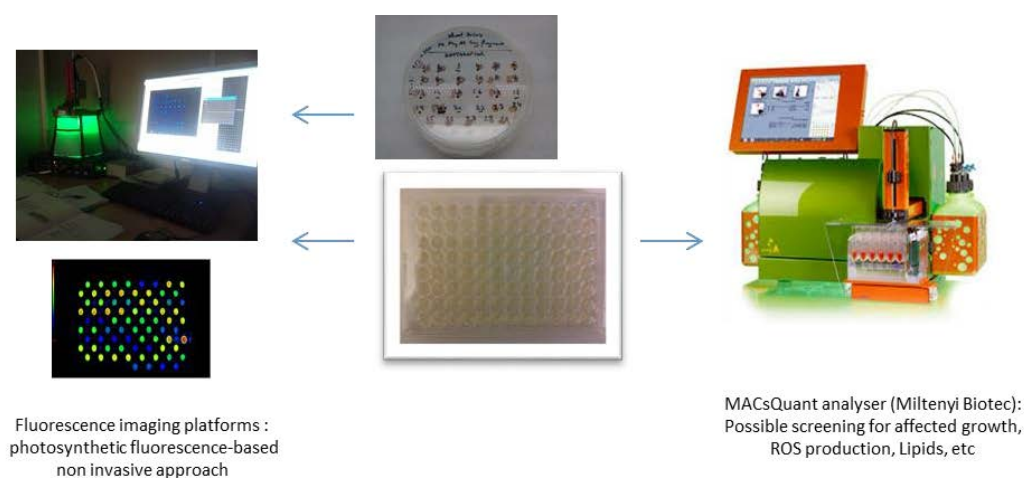 Fluorescence imaging platforms :
photosynthetic fluorescence-based
non invasive approach
MACsQuant analyser (Miltenyi Biotec):
Possible screening for affected growth,
ROS production, Lipids, etc